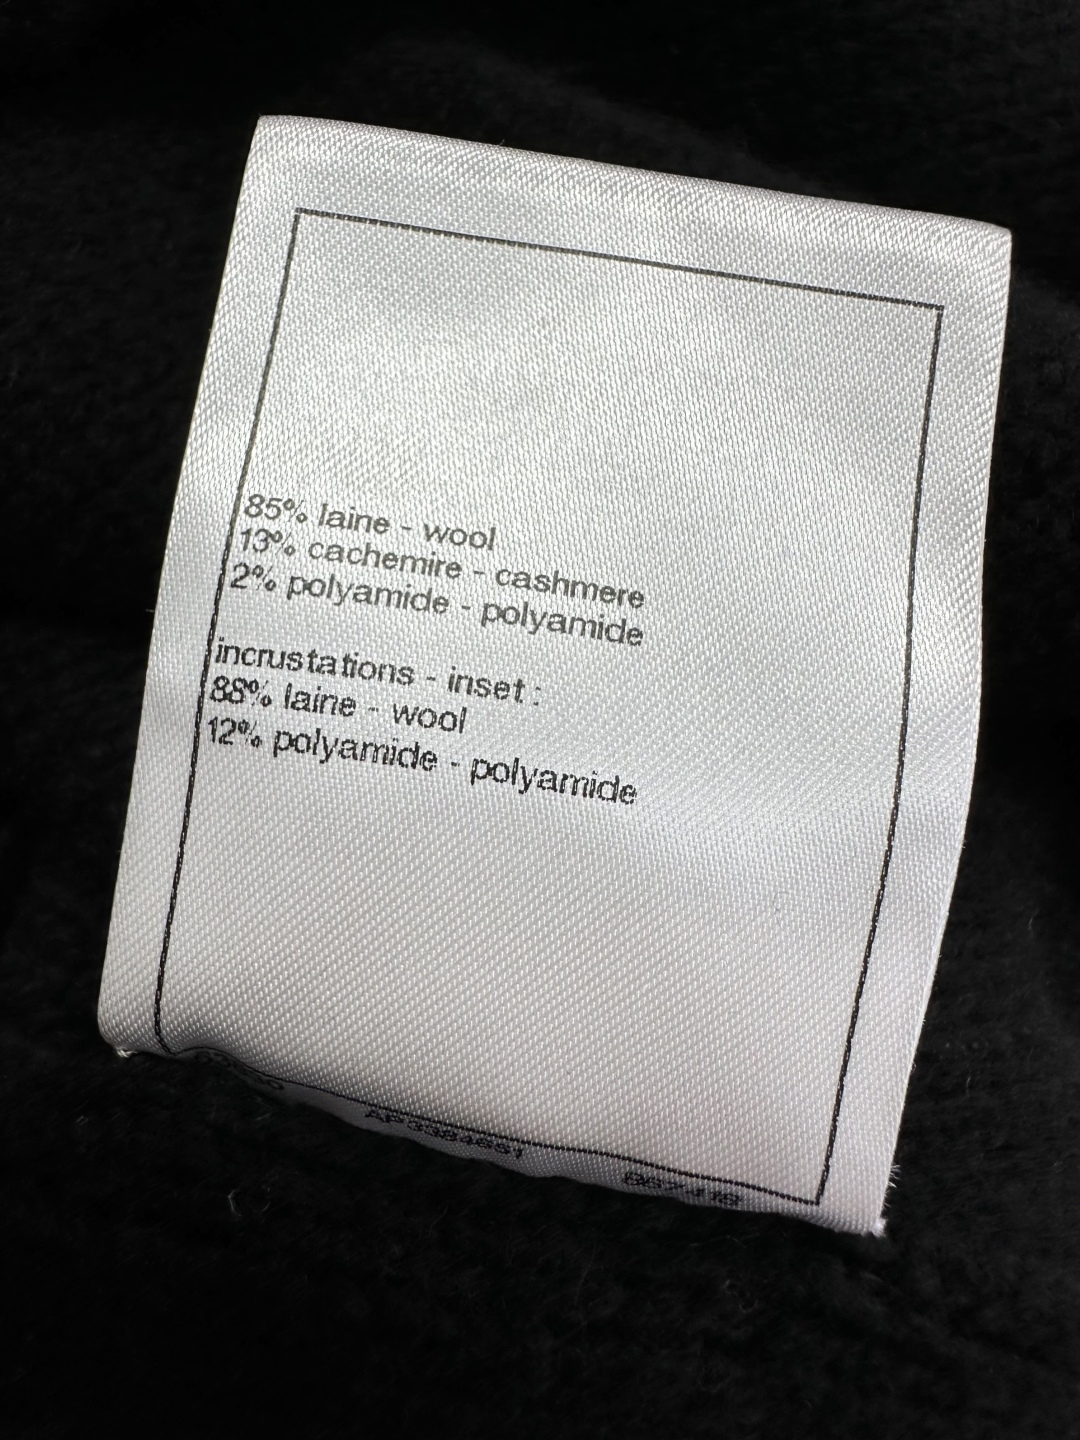 85% laine - wool
13% cachemire - cashmere
2% polyamide - polyamide
incrustations - inset :
88% laine - wool
12% polyamide - polyamide